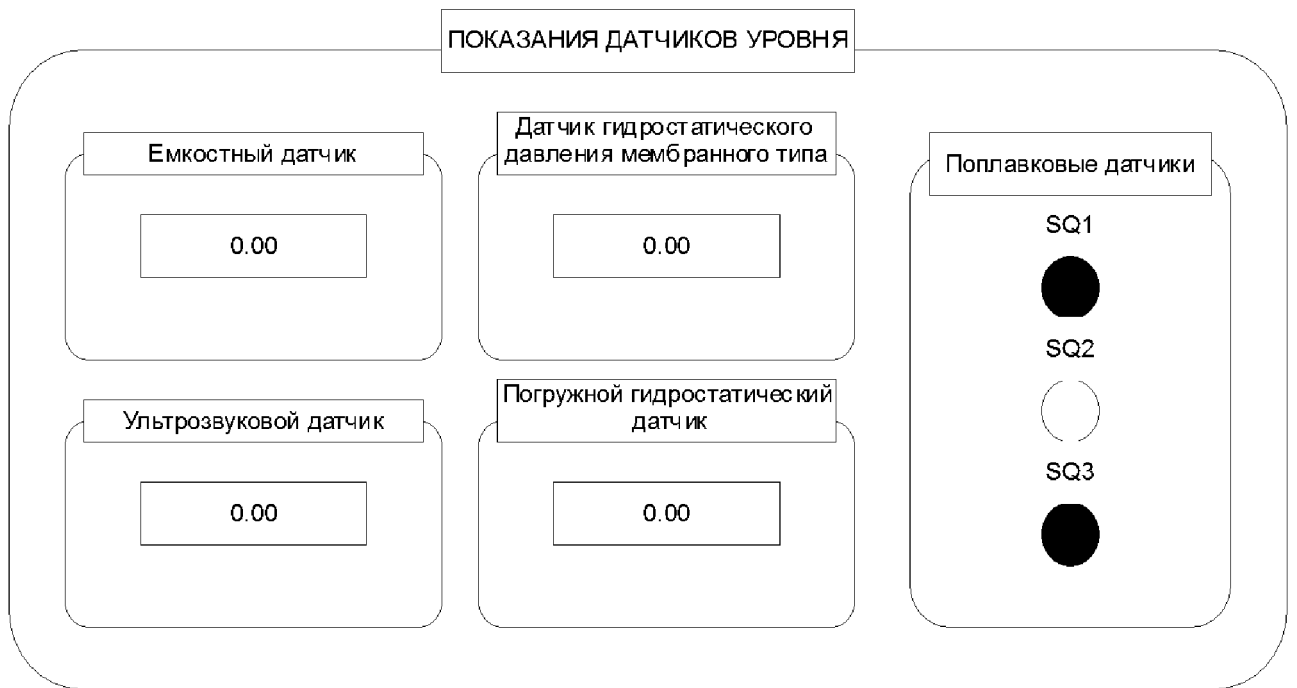 ПОКАЗАНИЯ ДАТЧИКОВ УРОВНЯ
Емкостный датчик
0.00
Датчик гидростатического
давления мембранного типа
0.00
Ультрозвуковой датчик
0.00
Погружной гидростатический
датчик
0.00
Поплавковые датчики
SQ1
SQ2
SQ3